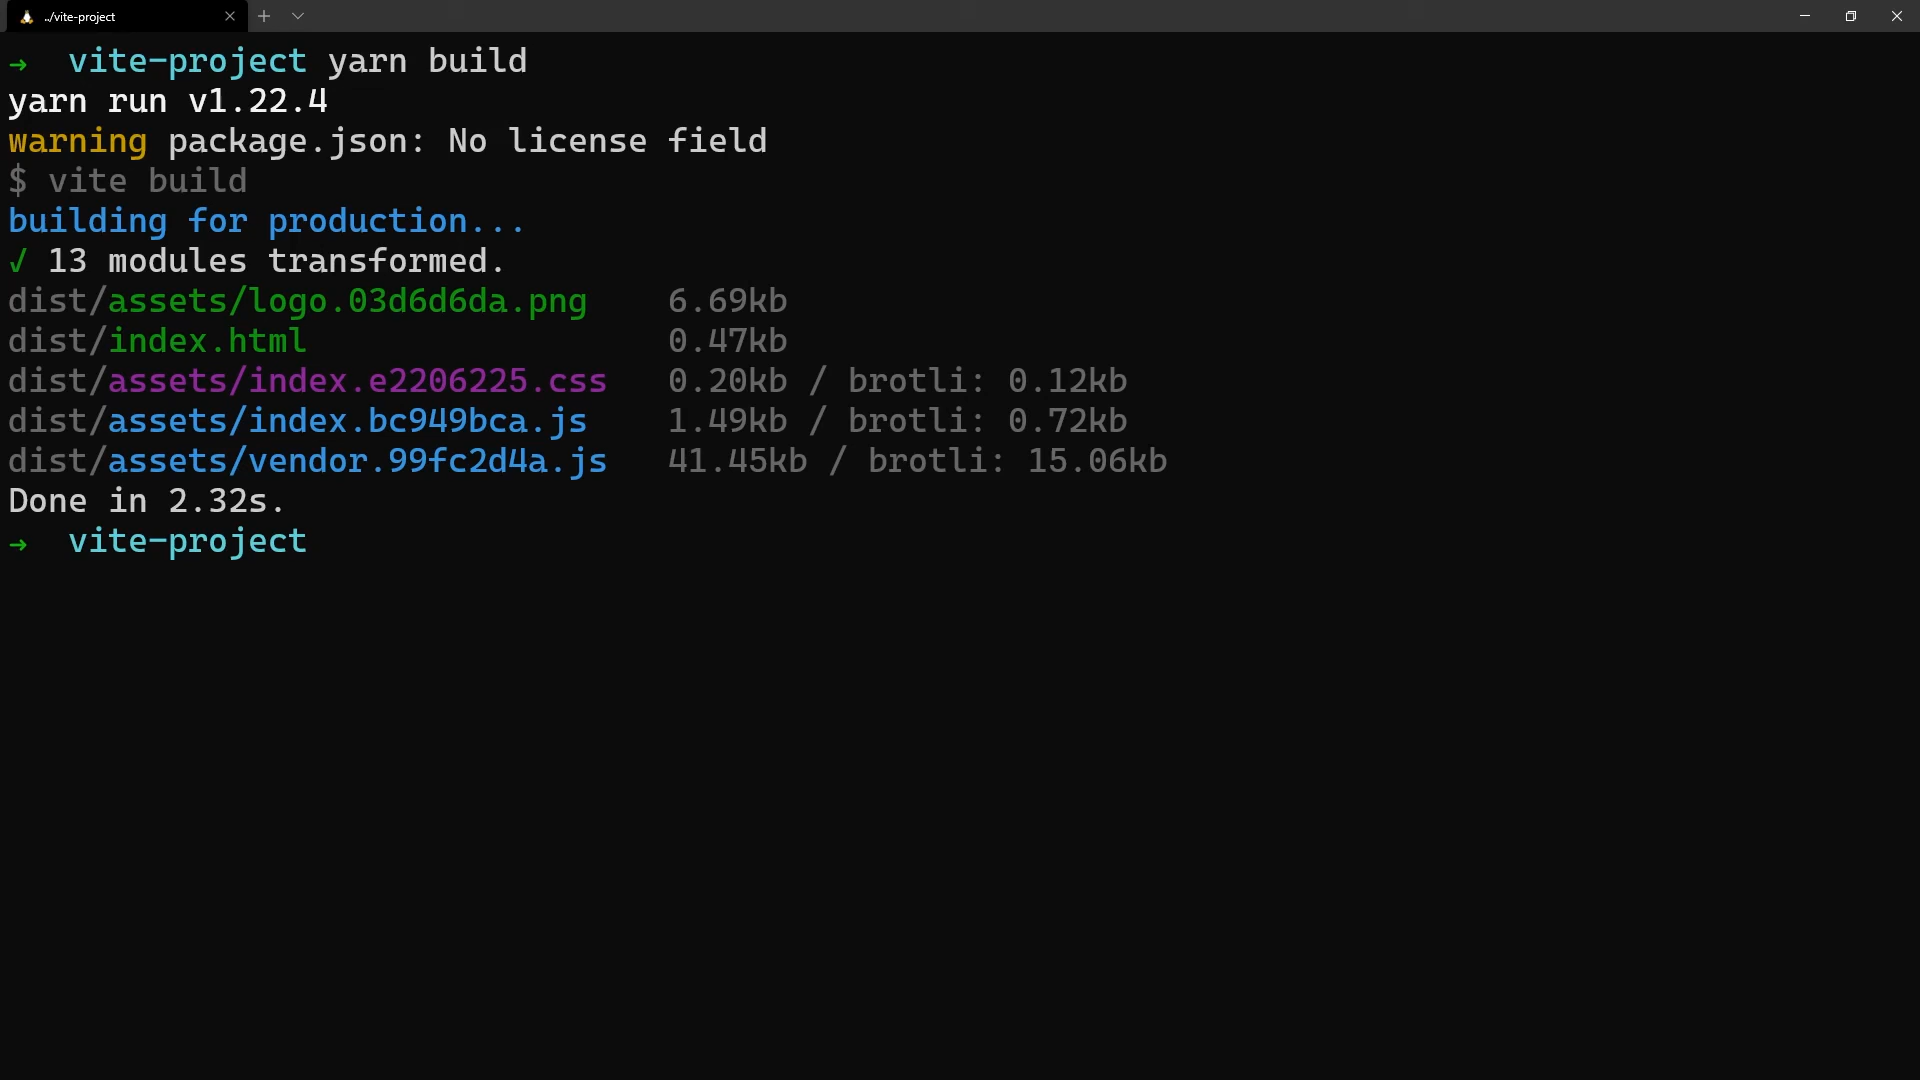 ../vite-project
→ vite-project yarn build
yarn run v1.22.4
warning package.json: No license field
$ vite build
building for production...
√ 13 modules transformed.
dist/assets/logo.03d6d6da.png 6.69kb
dist/index.html 0.47kb
dist/assets/index.e2206225.css 0.20kb / brotli: 0.12kb
dist/assets/index.bc949bca.js 1.49kb / brotli: 0.72kb
dist/assets/vendor.99fc2d4a.js 41.45kb / brotli: 15.06kb
Done in 2.32s.
→ vite-project